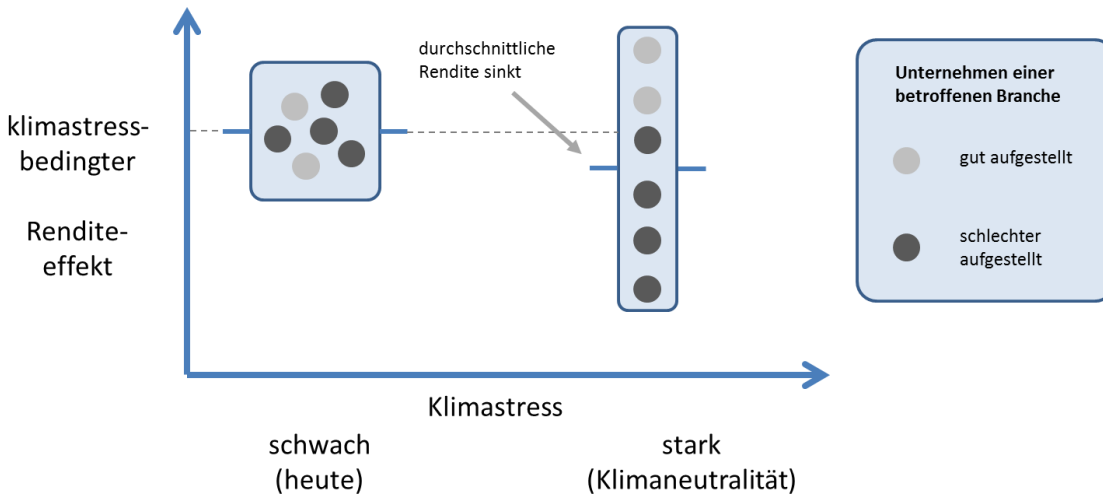 durchschnittliche
Rendite sinkt
klimastress-
bedingter
Rendite-
effekt
Unternehmen einer
betroffenen Branche
gut aufgestellt
schlechter
aufgestellt
Klimastress
schwach
(heute)
stark
(Klimaneutralität)